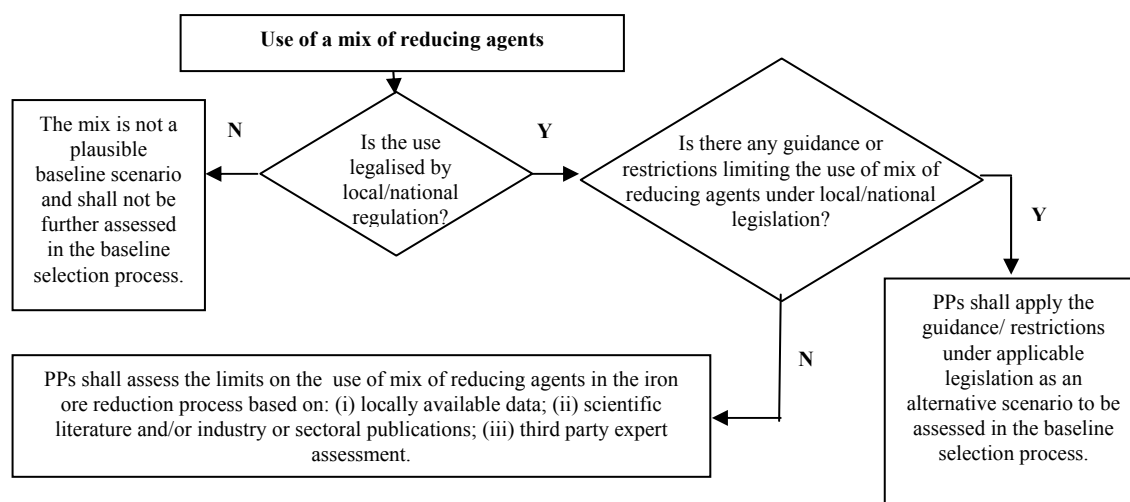 Use of a mix of reducing agents
The mix is not a
plausible
baseline scenario
and shall not be
further assessed
in the baseline
selection process.
N
Is the use
legalised by
local/national
regulation?
Y
Is there any guidance or
restrictions limiting the use of mix of
reducing agents under local/national
legislation?
Y
PPs shall apply the
guidance/ restrictions
under applicable
legislation as an
alternative scenario to be
assessed in the baseline
selection process.
N
PPs shall assess the limits on the use of mix of reducing agents in the iron
ore reduction process based on: (i) locally available data; (ii) scientific
literature and/or industry or sectoral publications; (iii) third party expert
assessment.